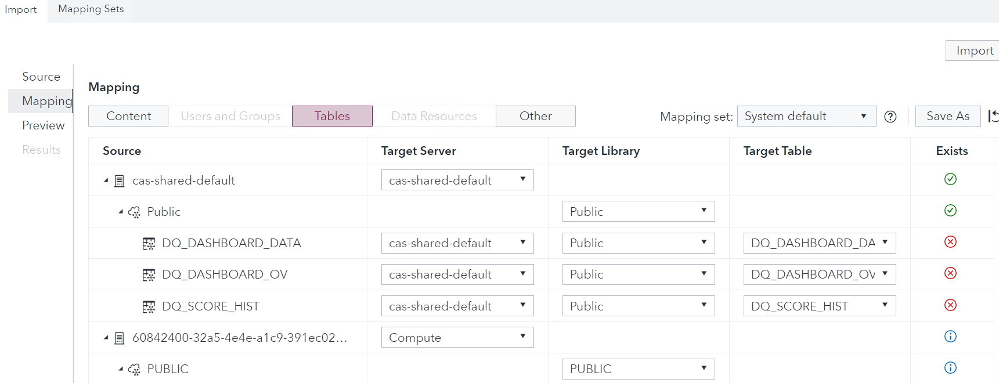 Import Mapping Sets
Import
Source
Mapping
Preview
Results
Mapping
Content Users and Groups Tables Data Resources Other Mapping set: System default Save As
Source Target Server Target Library Target Table Exists
cas-shared-default cas-shared-default
Public Public
DQ_DASHBOARD_DATA cas-shared-default Public DQ_DASHBOARD_DA
DQ_DASHBOARD_OV cas-shared-default Public DQ_DASHBOARD_OV
DQ_SCORE_HIST cas-shared-default Public DQ_SCORE_HIST
60842400-32a5-4e4e-a1c9-391ec02... Compute
PUBLIC PUBLIC